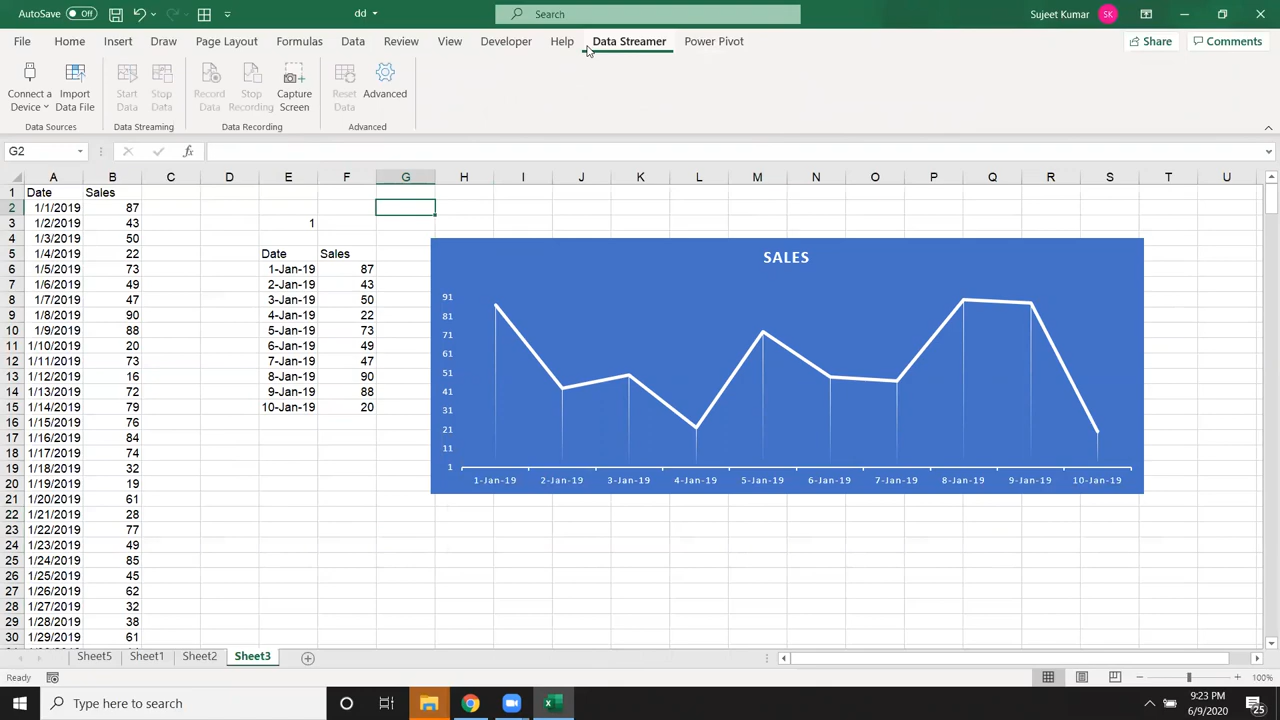 AutoSave Off dd Search Sujeet Kumar SK
File Home Insert Draw Page Layout Formulas Data Review View Developer Help Data Streamer Power Pivot Share Comments
Connect a Device Import Data File Start Data Stop Data Record Data Stop Recording Capture Screen Reset Data Advanced
Data Sources Data Streaming Data Recording Advanced
G2 fx
A B C D E F G H I J K L M N O P Q R S T U
1 Date Sales
2 1/1/2019 87
3 1/2/2019 43 1
4 1/3/2019 50
5 1/4/2019 22 Date Sales
6 1/5/2019 73 1-Jan-19 87
7 1/6/2019 49 2-Jan-19 43
8 1/7/2019 47 3-Jan-19 50
9 1/8/2019 90 4-Jan-19 22
10 1/9/2019 88 5-Jan-19 73
11 1/10/2019 20 6-Jan-19 49
12 1/11/2019 73 7-Jan-19 47
13 1/12/2019 16 8-Jan-19 90
14 1/13/2019 72 9-Jan-19 88
15 1/14/2019 79 10-Jan-19 20
16 1/15/2019 76
17 1/16/2019 84
18 1/17/2019 74
19 1/18/2019 32
20 1/19/2019 19
21 1/20/2019 61
22 1/21/2019 28
23 1/22/2019 77
24 1/23/2019 49
25 1/24/2019 85
26 1/25/2019 45
27 1/26/2019 62
28 1/27/2019 32
29 1/28/2019 38
30 1/29/2019 61
SALES
91
81
71
61
51
41
31
21
11
1
1-Jan-19 2-Jan-19 3-Jan-19 4-Jan-19 5-Jan-19 6-Jan-19 7-Jan-19 8-Jan-19 9-Jan-19 10-Jan-19
Sheet5 Sheet1 Sheet2 Sheet3
Ready 100%
Type here to search 9:23 PM
6/9/2020 25